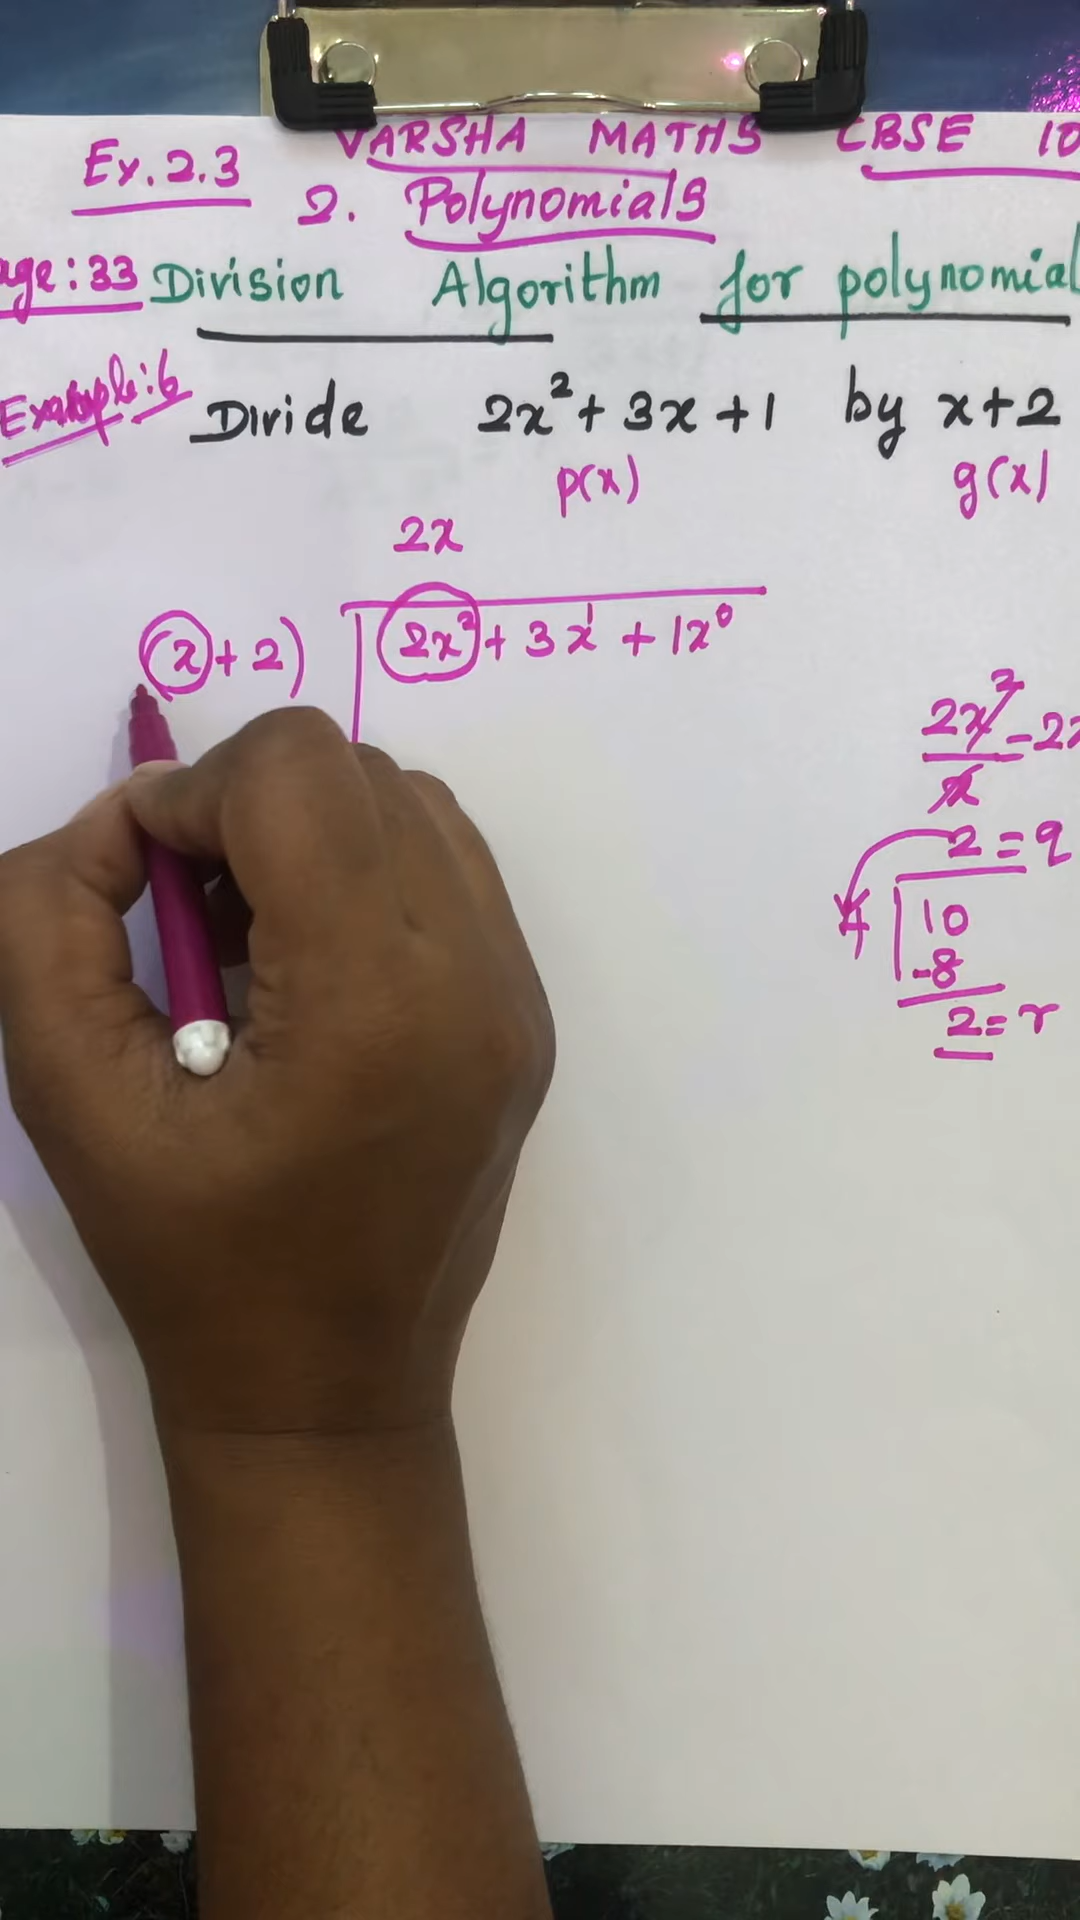 VARSHA MATHS CBSE 10
Ex. 2.3
2. Polynomials
age: 33 Division Algorithm for polynomial
Example: 6 Divide 2x² + 3x + 1 by x + 2
p(x) g(x)
2x
(x + 2) 2x² + 3x¹ + 1x⁰
2x²
— = 2x
x
2 = q
4 10
-8
2 = r